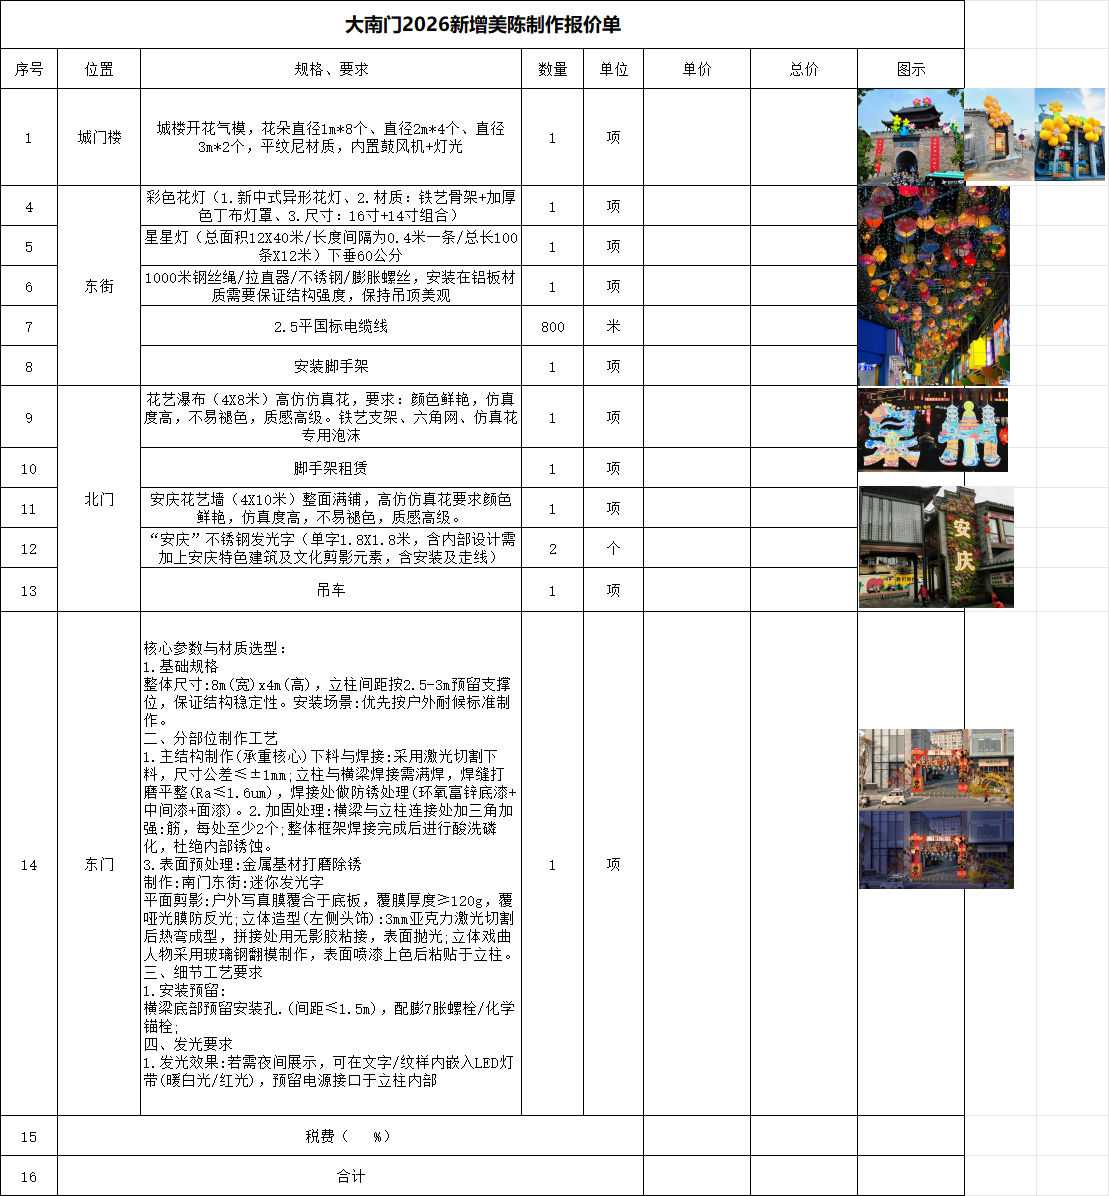 大南门2026新增美陈制作报价单
序号 位置 规格、要求 数量 单位 单价 总价 图示
1 城门楼 城楼开花气模，花朵直径1m*8个、直径2m*4个、直径
3m*2个，平纹尼材质，内置鼓风机+灯光 1 项
4 东街 彩色花灯（1.新中式异形花灯、2.材质：铁艺骨架+加厚
色丁布灯罩、3.尺寸：16寸+14寸组合） 1 项
5 星星灯（总面积12X40米/长度间隔为0.4米一条/总长100
条X12米）下垂60公分 1 项
6 1000米钢丝绳/拉直器/不锈钢/膨胀螺丝，安装在铝板材
质需要保证结构强度，保持吊顶美观 1 项
7 2.5平国标电缆线 800 米
8 安装脚手架 1 项
9 北门 花艺瀑布（4X8米）高仿仿真花，要求：颜色鲜艳，仿真
度高，不易褪色，质感高级。铁艺支架、六角网、仿真花
专用泡沫 1 项
10 脚手架租赁 1 项
11 安庆花艺墙（4X10米）整面满铺，高仿仿真花要求颜色
鲜艳，仿真度高，不易褪色，质感高级。 1 项
12 “安庆”不锈钢发光字（单字1.8X1.8米，含内部设计需
加上安庆特色建筑及文化剪影元素，含安装及走线） 2 个
13 吊车 1 项
安
庆
14 东门 核心参数与材质选型：
1.基础规格
整体尺寸:8m(宽)x4m(高)，立柱间距按2.5-3m预留支撑
位，保证结构稳定性。安装场景:优先按户外耐候标准制
作。
二、分部位制作工艺
1.主结构制作(承重核心)下料与焊接:采用激光切割下
料，尺寸公差≤±1mm;立柱与横梁焊接需满焊，焊缝打
磨平整(Ra≤1.6um)，焊接处做防锈处理(环氧富锌底漆+
中间漆+面漆)。2.加固处理:横梁与立柱连接处加三角加
强:筋，每处至少2个;整体框架焊接完成后进行酸洗磷
化，杜绝内部锈蚀。
3.表面预处理:金属基材打磨除锈
制作:南门东街:迷你发光字
平面剪影:户外写真膜覆合于底板，覆膜厚度≥120g，覆
哑光膜防反光;立体造型(左侧头饰):3mm亚克力激光切割
后热弯成型，拼接处用无影胶粘接，表面抛光;立体戏曲
人物采用玻璃钢翻模制作，表面喷漆上色后粘贴于立柱。
三、细节工艺要求
1.安装预留:
横梁底部预留安装孔.(间距≤1.5m)，配膨7胀螺栓/化学
锚栓;
四、发光要求
1.发光效果:若需夜间展示，可在文字/纹样内嵌入LED灯
带(暖白光/红光)，预留电源接口于立柱内部 1 项
15 税费（ %）
16 合计